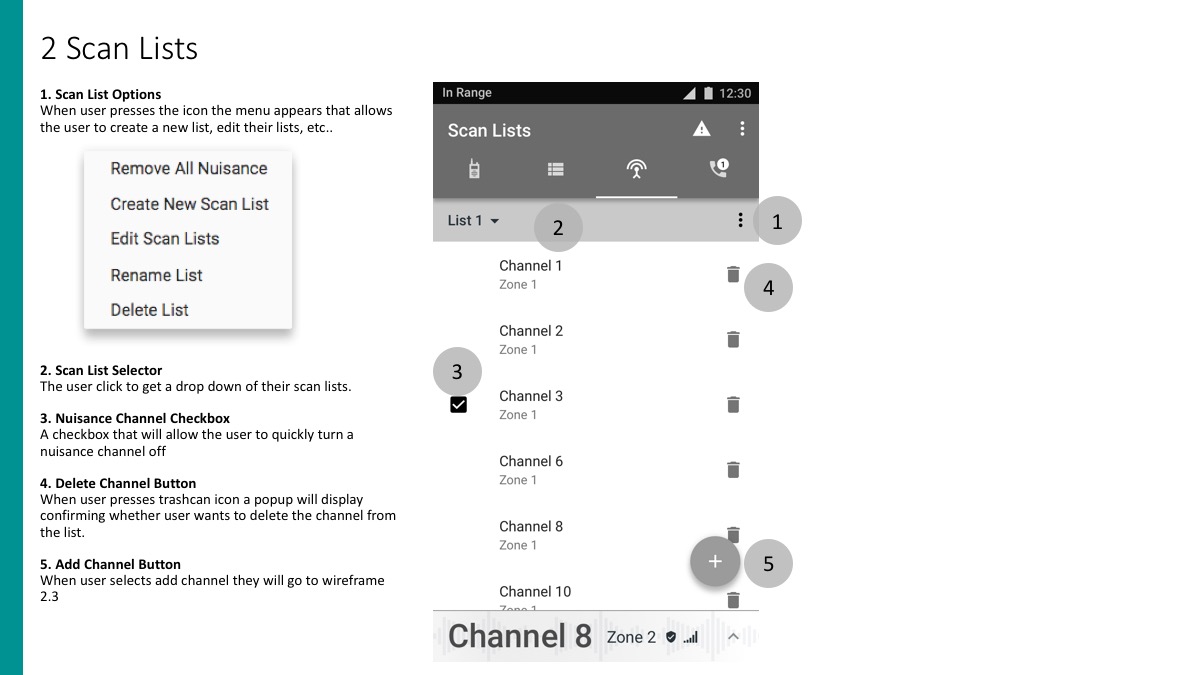 2 Scan Lists
1. Scan List Options
When user presses the icon the menu appears that allows
the user to create a new list, edit their lists, etc..
Remove All Nuisance
Create New Scan List
Edit Scan Lists
Rename List
Delete List
2. Scan List Selector
The user click to get a drop down of their scan lists.
3. Nuisance Channel Checkbox
A checkbox that will allow the user to quickly turn a
nuisance channel off
4. Delete Channel Button
When user presses trashcan icon a popup will display
confirming whether user wants to delete the channel from
the list.
5. Add Channel Button
When user selects add channel they will go to wireframe
2.3
In Range 12:30
Scan Lists
1
List 1
2
1
Channel 1
Zone 1
4
Channel 2
Zone 1
3
Channel 3
Zone 1
Channel 6
Zone 1
Channel 8
Zone 1
+
5
Channel 10
Zone 1
Channel 8 Zone 2